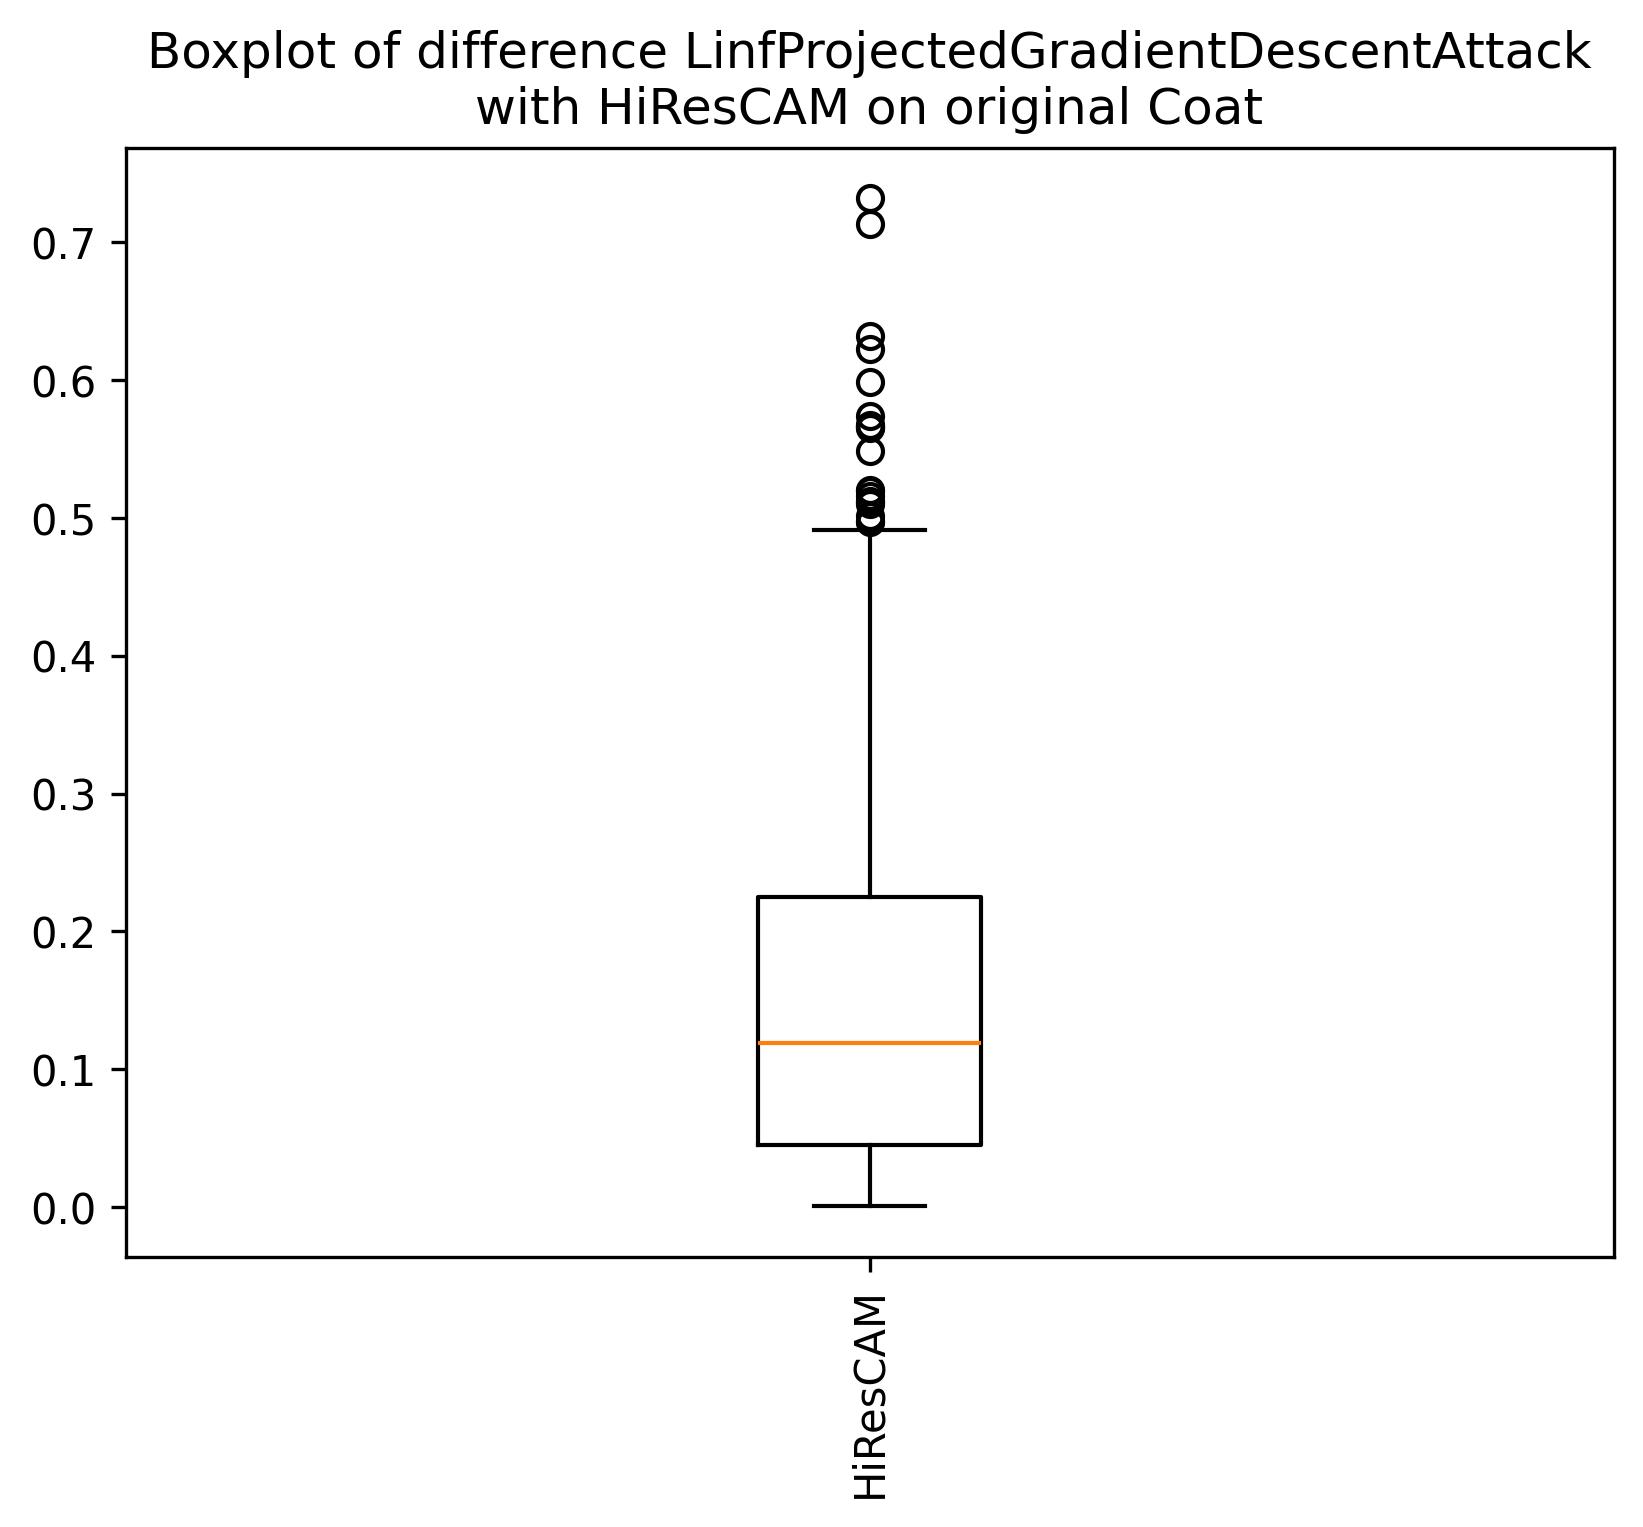 Boxplot of difference LinfProjectedGradientDescentAttack
with HiResCAM on original Coat
0.7
0.6
0.5
0.4
0.3
0.2
0.1
0.0
HiResCAM